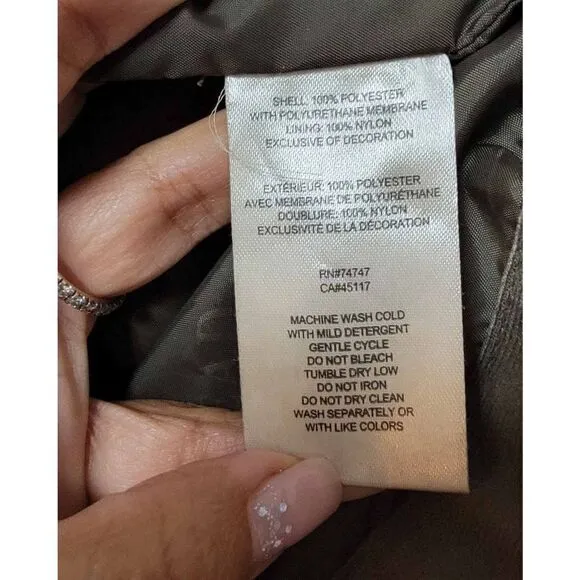 SHELL: 100% POLYESTER
WITH POLYURETHANE MEMBRANE
LINING: 100% NYLON
EXCLUSIVE OF DECORATION
EXTÉRIEUR: 100% POLYESTER
AVEC MEMBRANE DE POLYURÉTHANE
DOUBLURE: 100% NYLON
EXCLUSIVITÉ DE LA DÉCORATION
RN#74747
CA#45117
MACHINE WASH COLD
WITH MILD DETERGENT
GENTLE CYCLE
DO NOT BLEACH
TUMBLE DRY LOW
DO NOT IRON
DO NOT DRY CLEAN
WASH SEPARATELY OR
WITH LIKE COLORS